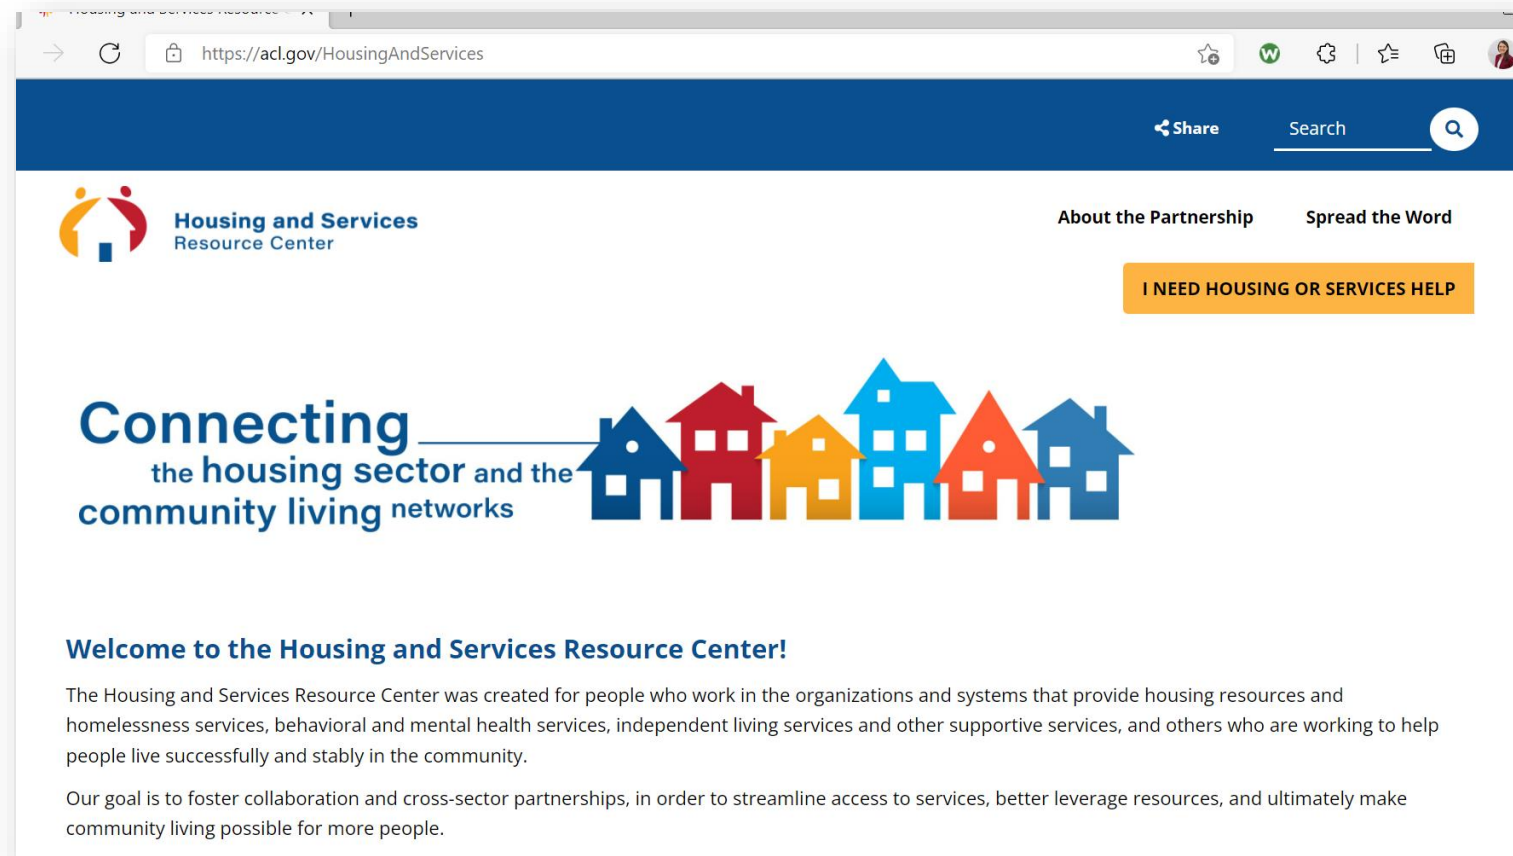 Housing and Services Resource
https://acl.gov/HousingAndServices
Share
Search
Housing and Services
Resource Center
About the Partnership
Spread the Word
I NEED HOUSING OR SERVICES HELP
Connecting
the housing sector and the
community living networks
Welcome to the Housing and Services Resource Center!
The Housing and Services Resource Center was created for people who work in the organizations and systems that provide housing resources and
homelessness services, behavioral and mental health services, independent living services and other supportive services, and others who are working to help
people live successfully and stably in the community.
Our goal is to foster collaboration and cross-sector partnerships, in order to streamline access to services, better leverage resources, and ultimately make
community living possible for more people.